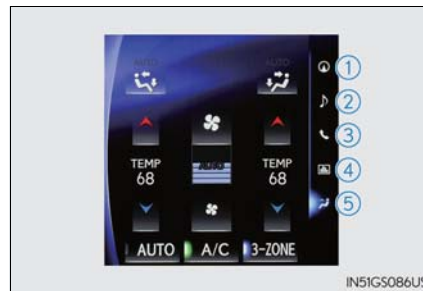 AUTO AUTO
1
2
3
4
5
TEMP
68
AUTO
TEMP
68
AUTO A/C 3-ZONE
IN51GS086US